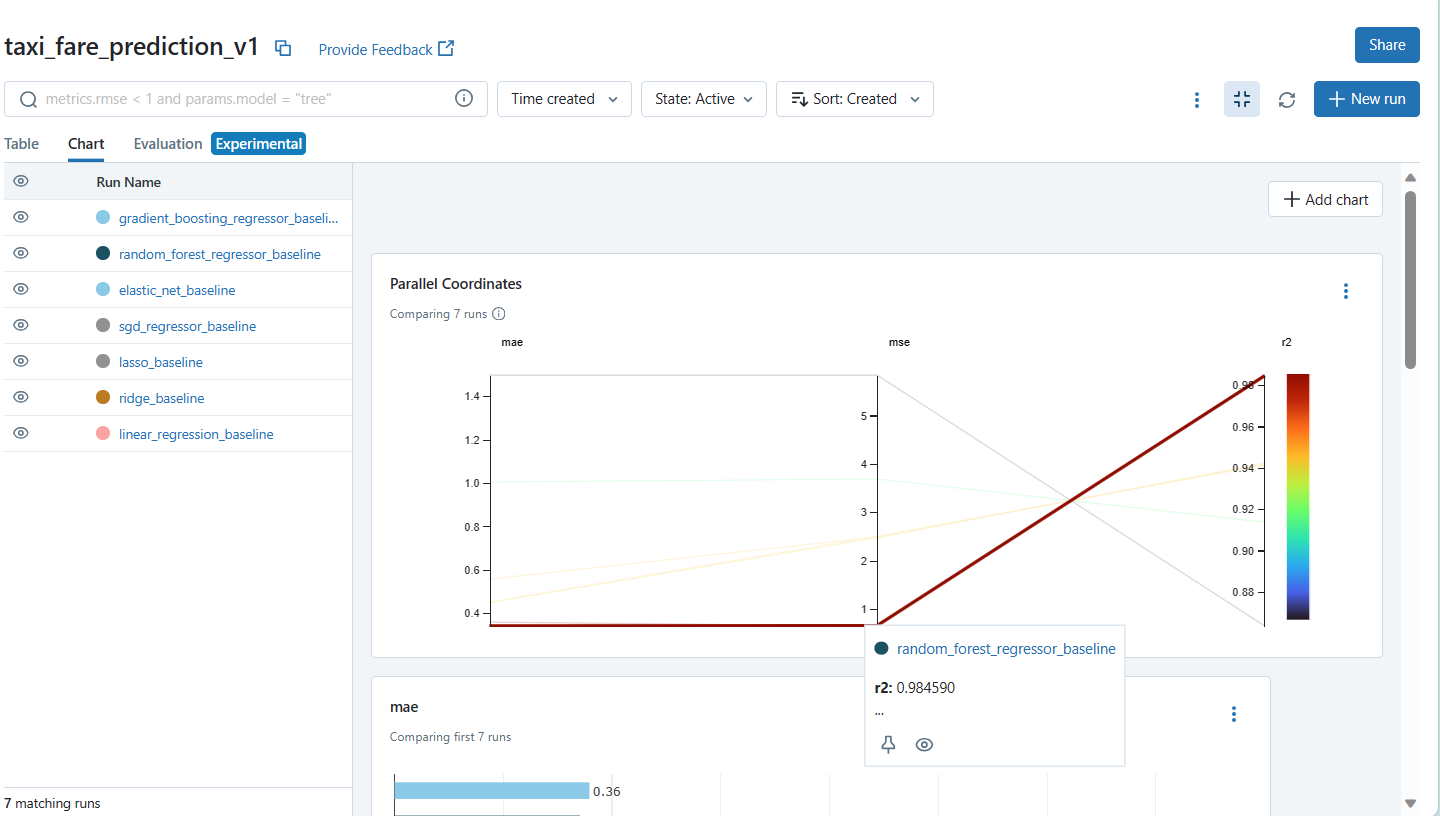 taxi_fare_prediction_v1 Provide Feedback Share
metrics.rmse < 1 and params.model = "tree" Time created State: Active Sort: Created New run
Table Chart Evaluation Experimental
Run Name
gradient_boosting_regressor_baseli...
random_forest_regressor_baseline
elastic_net_baseline
sgd_regressor_baseline
lasso_baseline
ridge_baseline
linear_regression_baseline
7 matching runs
Add chart
Parallel Coordinates
Comparing 7 runs
mae mse r2
1.4
1.2
1.0
0.8
0.6
0.4
5
4
3
2
1
0.98
0.96
0.94
0.92
0.90
0.88
random_forest_regressor_baseline
r2: 0.984590
...
mae
Comparing first 7 runs
0.36